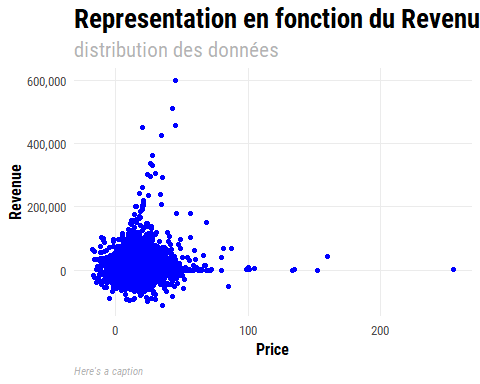 Representation en fonction du Revenu
distribution des données
600,000
400,000
200,000
0
Revenue
0 100 200
Price
Here's a caption